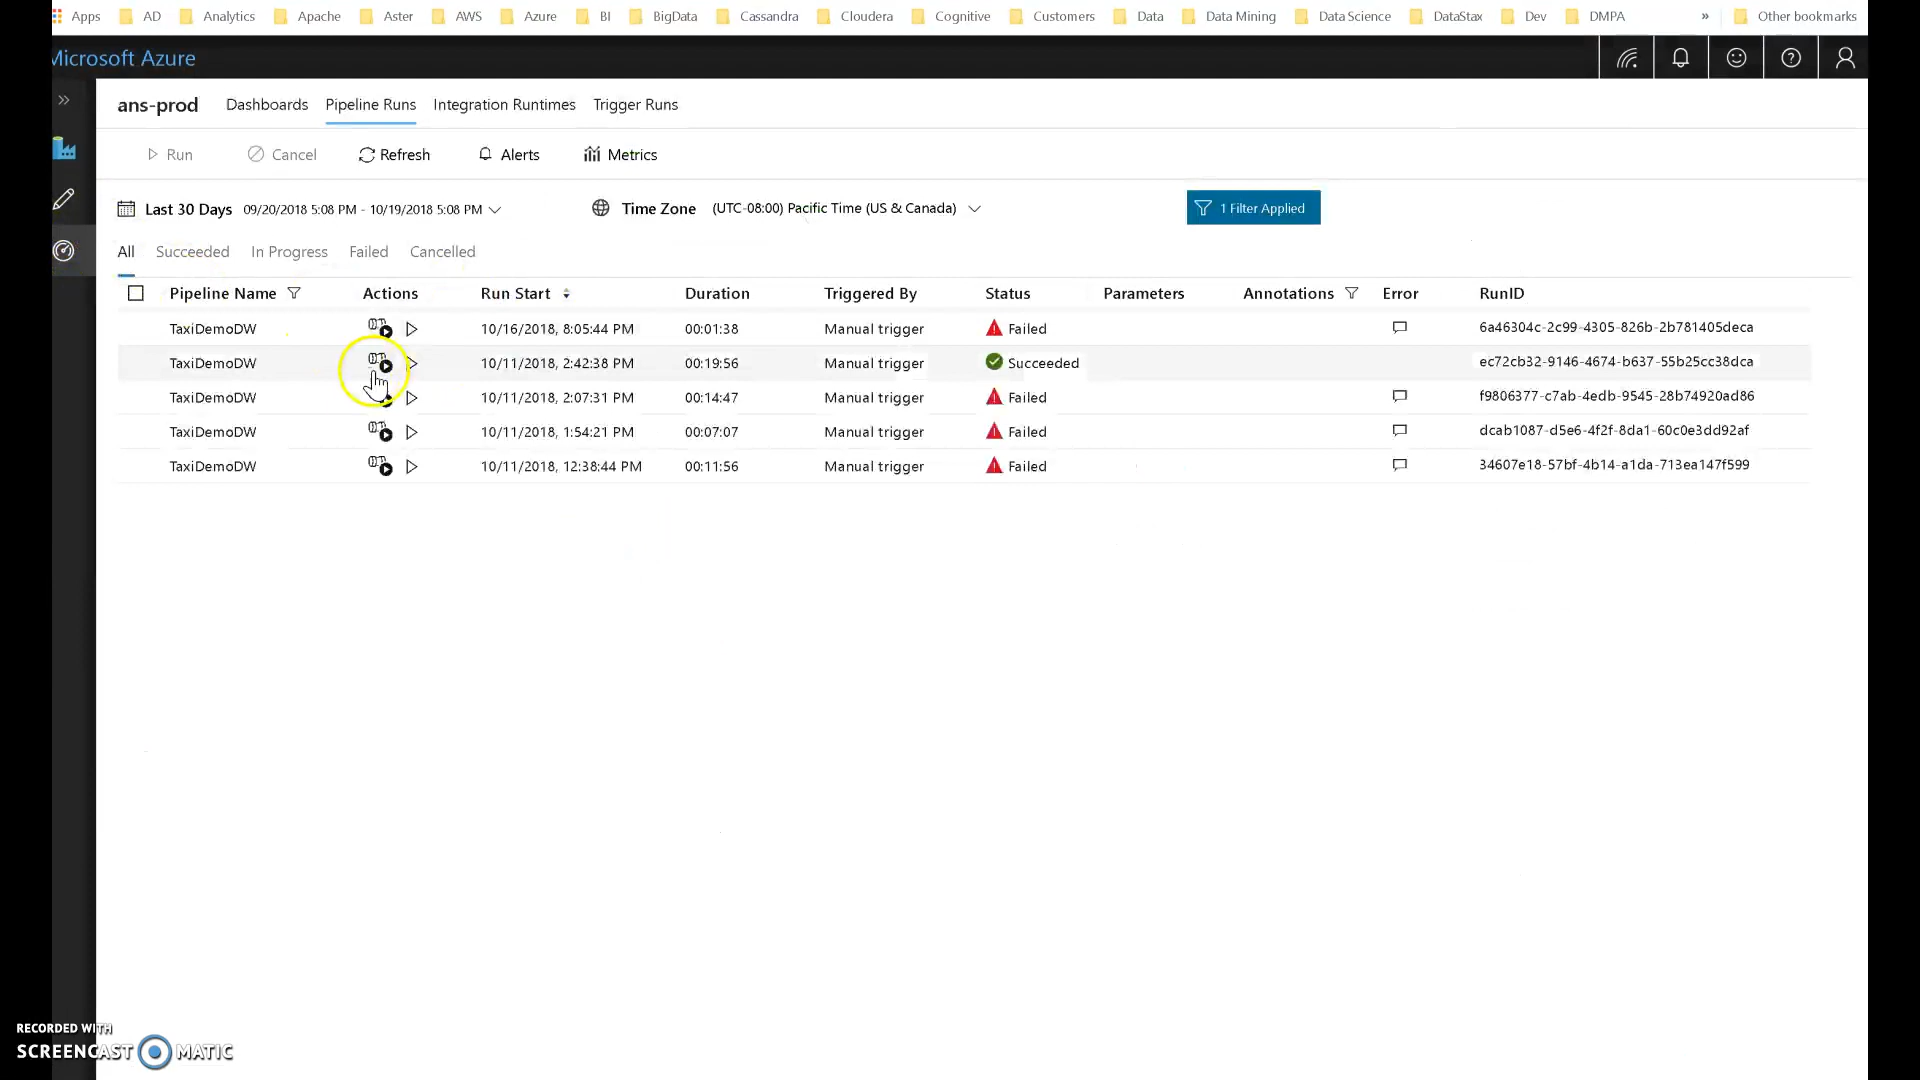 Apps AD Analytics Apache Aster AWS Azure BI BigData Cassandra Cloudera Cognitive Customers Data Data Mining Data Science DataStax Dev DMPA » Other bookmarks
Microsoft Azure
ans-prod Dashboards Pipeline Runs Integration Runtimes Trigger Runs
Run Cancel Refresh Alerts Metrics
Last 30 Days 09/20/2018 5:08 PM - 10/19/2018 5:08 PM Time Zone (UTC-08:00) Pacific Time (US & Canada) 1 Filter Applied
All Succeeded In Progress Failed Cancelled
Pipeline Name Actions Run Start Duration Triggered By Status Parameters Annotations Error RunID
TaxiDemoDW 10/16/2018, 8:05:44 PM 00:01:38 Manual trigger Failed 6a46304c-2c99-4305-826b-2b781405deca
TaxiDemoDW 10/11/2018, 2:42:38 PM 00:19:56 Manual trigger Succeeded ec72cb32-9146-4674-b637-55b25cc38dca
TaxiDemoDW 10/11/2018, 2:07:31 PM 00:14:47 Manual trigger Failed f9806377-c7ab-4edb-9545-28b74920ad86
TaxiDemoDW 10/11/2018, 1:54:21 PM 00:07:07 Manual trigger Failed dcab1087-d5e6-4f2f-8da1-60c0e3dd92af
TaxiDemoDW 10/11/2018, 12:38:44 PM 00:11:56 Manual trigger Failed 34607e18-57bf-4b14-a1da-713ea147f599
RECORDED WITH
SCREENCAST MATIC